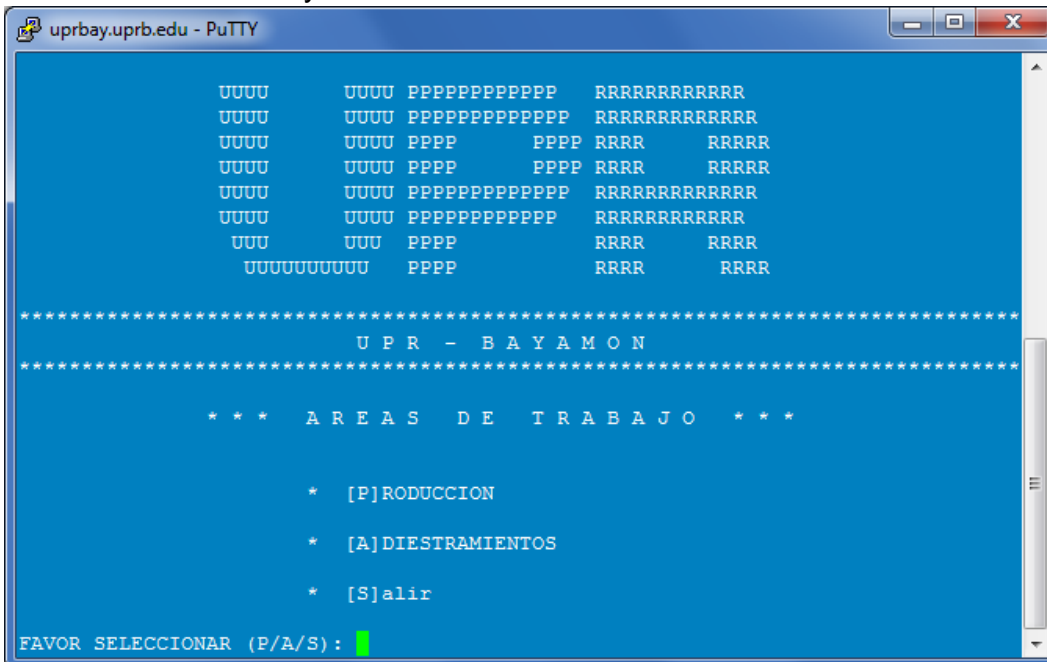 uprbay.uprb.edu - PuTTY
UUUU      UUUU PPPPPPPPPPPP   RRRRRRRRRRRR
UUUU      UUUU PPPPPPPPPPPPP  RRRRRRRRRRRRR
UUUU      UUUU PPPP      PPPP RRRR     RRRRR
UUUU      UUUU PPPP      PPPP RRRR     RRRRR
UUUU      UUUU PPPPPPPPPPPPP  RRRRRRRRRRRRR
UUUU      UUUU PPPPPPPPPPPP   RRRRRRRRRRRR
 UUU      UUU  PPPP           RRRR     RRRR
  UUUUUUUUUU   PPPP           RRRR      RRRR
********************************************************************************
U P R - B A Y A M O N
********************************************************************************
* * *   A R E A S   D E   T R A B A J O   * * *
*  [P]RODUCCION
*  [A]DIESTRAMIENTOS
*  [S]alir
FAVOR SELECCIONAR (P/A/S):